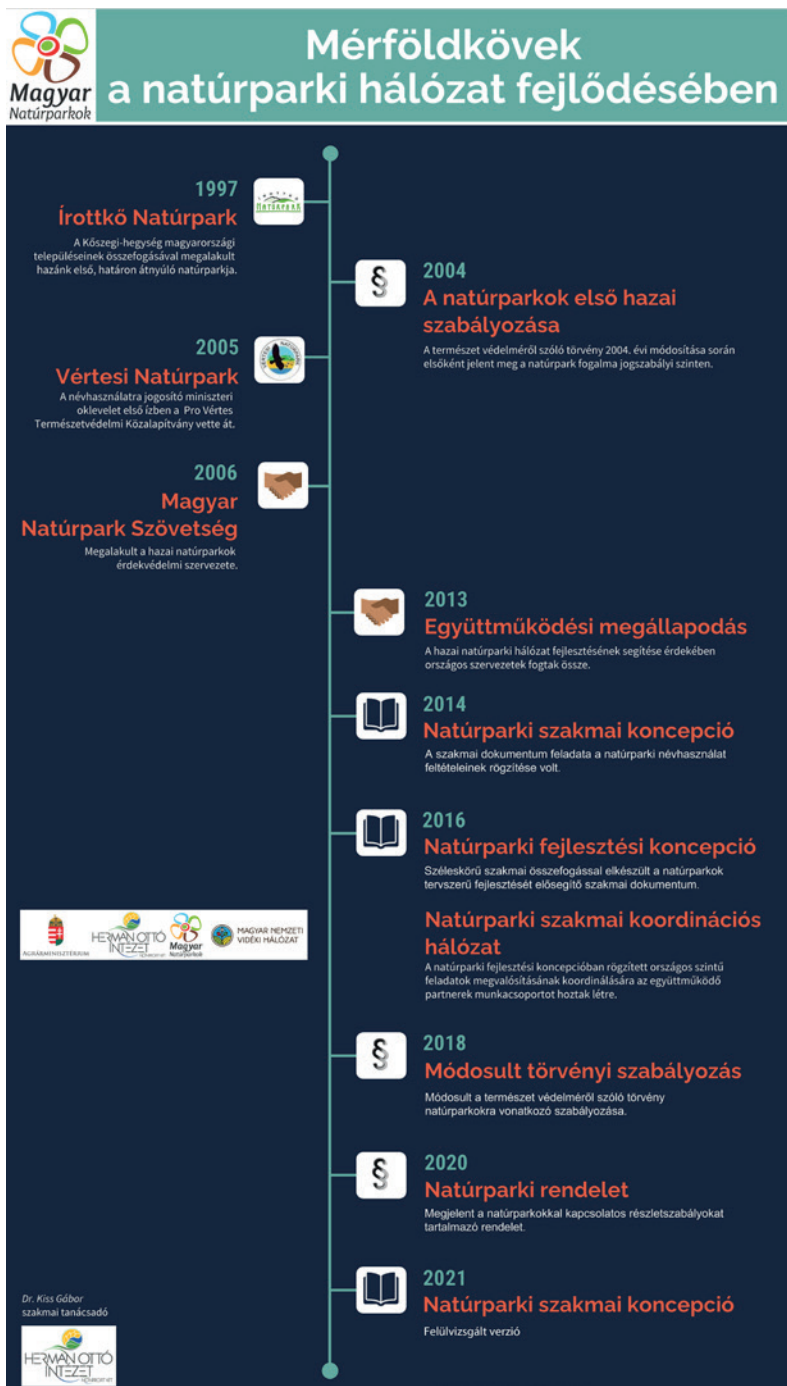 Magyar
Natúrparkok
Mérföldkövek
a natúrparki hálózat fejlődésében
1997
Írottkő Natúrpark
A Kőszegi-hegység magyarországi
településeinek összefogásával megalakult
hazánk első, határon átnyúló natúrparkja.
§
2004
A natúrparkok első hazai
szabályozása
A természet védelméről szóló törvény 2004. évi módosítása során
elsőként jelent meg a natúrpark fogalma jogszabályi szinten.
2005
Vértesi Natúrpark
A névhasználatra jogosító miniszteri
oklevelet első ízben a Pro Vértes
Természetvédelmi Közalapítvány vette át.
2006
Magyar
Natúrpark Szövetség
Megalakult a hazai natúrparkok
érdekvédelmi szervezete.
2013
Együttműködési megállapodás
A hazai natúrparki hálózat fejlesztésének segítése érdekében
országos szervezetek fogtak össze.
2014
Natúrparki szakmai koncepció
A szakmai dokumentum feladata a natúrparki névhasználat
feltételeinek rögzítése volt.
2016
Natúrparki fejlesztési koncepció
Széleskörű szakmai összefogással elkészült a natúrparkok
tervszerű fejlesztését elősegítő szakmai dokumentum.
Natúrparki szakmai koordinációs
hálózat
A natúrparki fejlesztési koncepcióban rögzített országos szintű
feladatok megvalósításának koordinálására az együttműködő
partnerek munkacsoportot hoztak létre.
AGRÁRMINISZTÉRIUM
HERMAN OTTÓ
INTÉZET
Magyar
Natúrparkok
MAGYAR NEMZETI
VIDÉKI HÁLÓZAT
§
2018
Módosult törvényi szabályozás
Módosult a természet védelméről szóló törvény
natúrparkokra vonatkozó szabályozása.
§
2020
Natúrparki rendelet
Megjelent a natúrparkokkal kapcsolatos részletszabályokat
tartalmazó rendelet.
2021
Natúrparki szakmai koncepció
Felülvizsgált verzió
Dr. Kiss Gábor
szakmai tanácsadó
HERMAN OTTÓ
INTÉZET